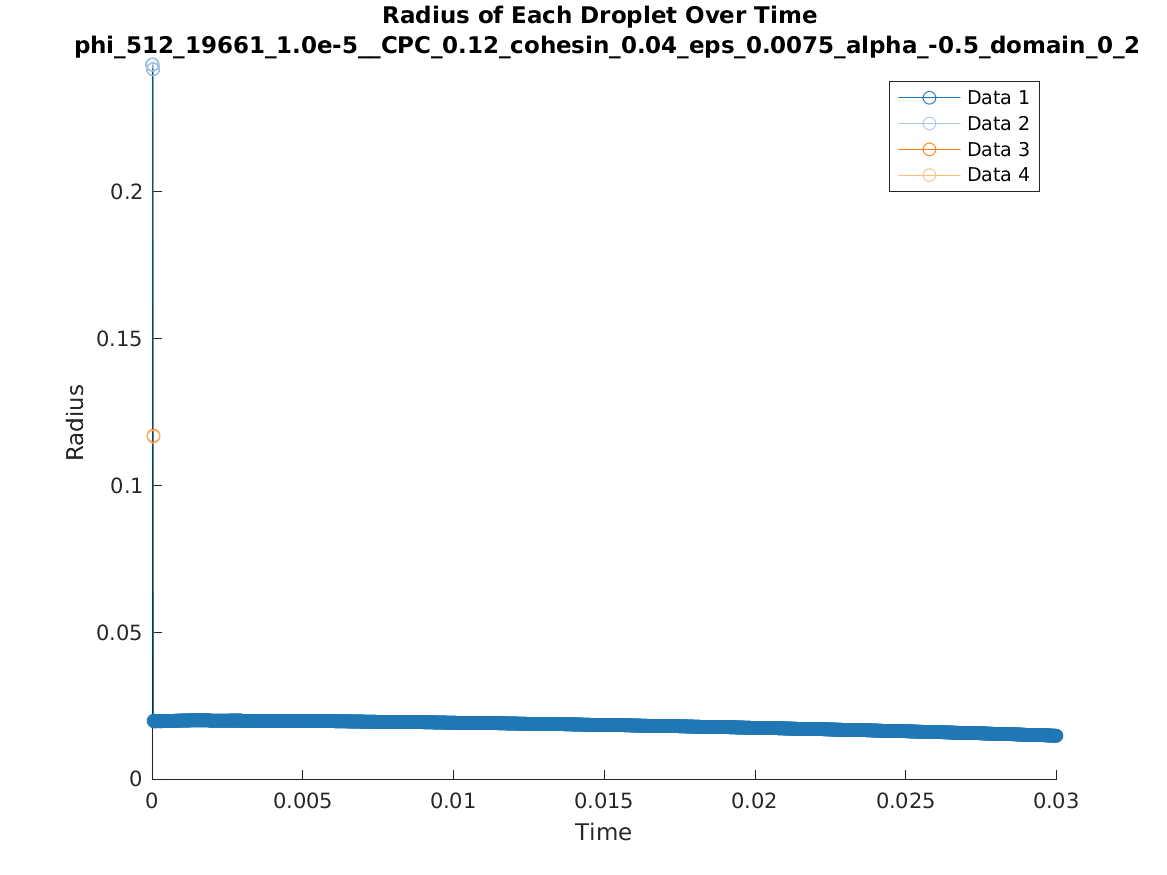 Radius of Each Droplet Over Time
phi_512_19661_1.0e-5__CPC_0.12_cohesin_0.04_eps_0.0075_alpha_-0.5_domain_0_2
Data 1
Data 2
Data 3
Data 4
Radius
0.2
0.15
0.1
0.05
0
0 0.005 0.01 0.015 0.02 0.025 0.03
Time